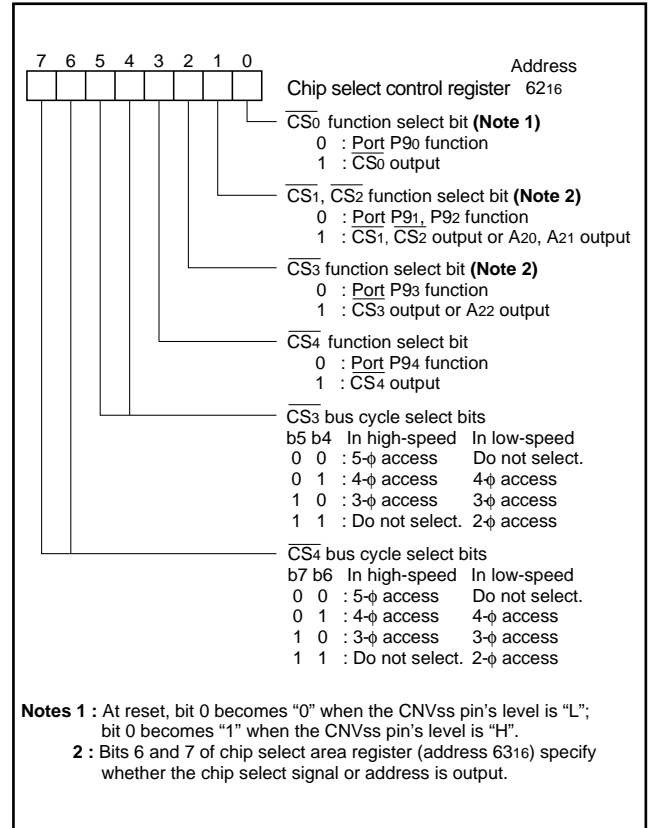 7 6 5 4 3 2 1 0
Address
Chip select control register 6216
CS0 function select bit (Note 1)
0 : Port P90 function
1 : CS0 output
CS1, CS2 function select bit (Note 2)
0 : Port P91, P92 function
1 : CS1, CS2 output or A20, A21 output
CS3 function select bit (Note 2)
0 : Port P93 function
1 : CS3 output or A22 output
CS4 function select bit
0 : Port P94 function
1 : CS4 output
CS3 bus cycle select bits
b5 b4 In high-speed In low-speed
0 0 : 5-ϕ access Do not select.
0 1 : 4-ϕ access 4-ϕ access
1 0 : 3-ϕ access 3-ϕ access
1 1 : Do not select. 2-ϕ access
CS4 bus cycle select bits
b7 b6 In high-speed In low-speed
0 0 : 5-ϕ access Do not select.
0 1 : 4-ϕ access 4-ϕ access
1 0 : 3-ϕ access 3-ϕ access
1 1 : Do not select. 2-ϕ access
Notes 1 : At reset, bit 0 becomes “0” when the CNVss pin’s level is “L”;
bit 0 becomes “1” when the CNVss pin’s level is “H”.
2 : Bits 6 and 7 of chip select area register (address 6316) specify
whether the chip select signal or address is output.